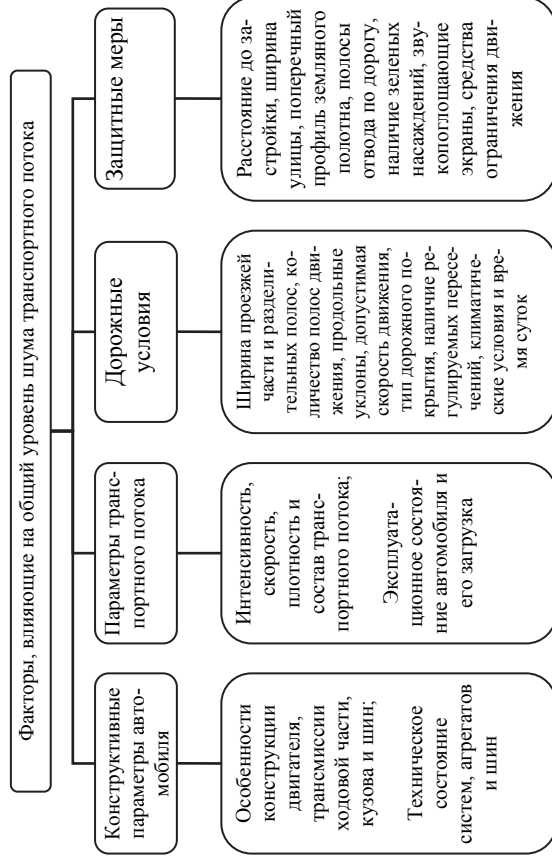 Факторы, влияющие на общий уровень шума транспортного потока
Конструктивные
параметры авто-
мобиля
Особенности
конструкции
двигателя,
трансмиссии
ходовой части,
кузова и шин;
Техническое
состояние
систем, агрегатов
и шин
Параметры транс-
портного потока
Интенсивность,
скорость,
плотность и
состав транс-
портного потока;
Эксплуата-
ционное состоя-
ние автомобиля и
его загрузка
Дорожные
условия
Ширина проезжей
части и раздели-
тельных полос, ко-
личество полос дви-
жения, продольные
уклоны, допустимая
скорость движения,
тип дорожного по-
крытия, наличие ре-
гулируемых пересе-
чений, климатиче-
ские условия и вре-
мя суток
Защитные меры
Расстояние до за-
стройки, ширина
улицы, поперечный
профиль земляного
полотна, полосы
отвода по дорогу,
наличие зеленых
насаждений, зву-
копоглощающие
экраны, средства
ограничения дви-
жения